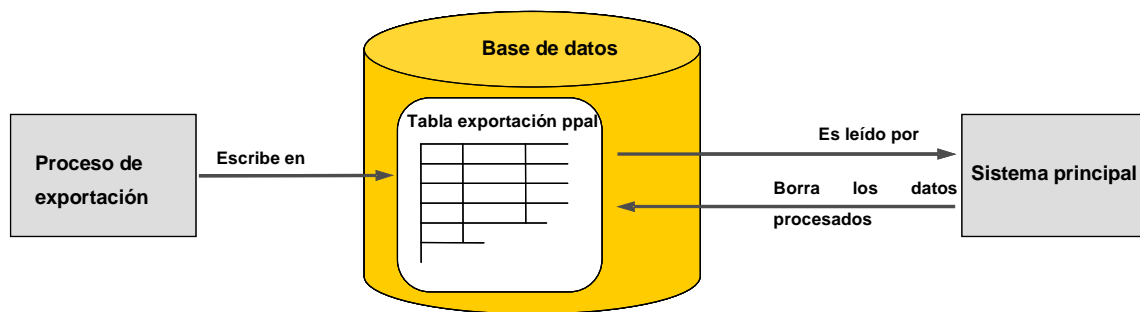 Base de datos
Tabla exportación ppal
Proceso de
exportación
Escribe en
Es leído por
Borra los datos
procesados
Sistema principal